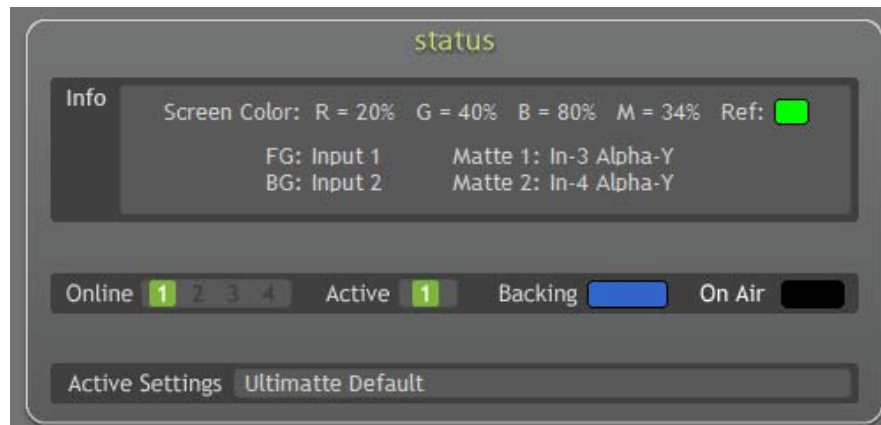 status
Info
Screen Color: R = 20% G = 40% B = 80% M = 34% Ref:
FG: Input 1 Matte 1: In-3 Alpha-Y
BG: Input 2 Matte 2: In-4 Alpha-Y
Online 1 2 3 4 Active 1 Backing On Air
Active Settings Ultimatte Default